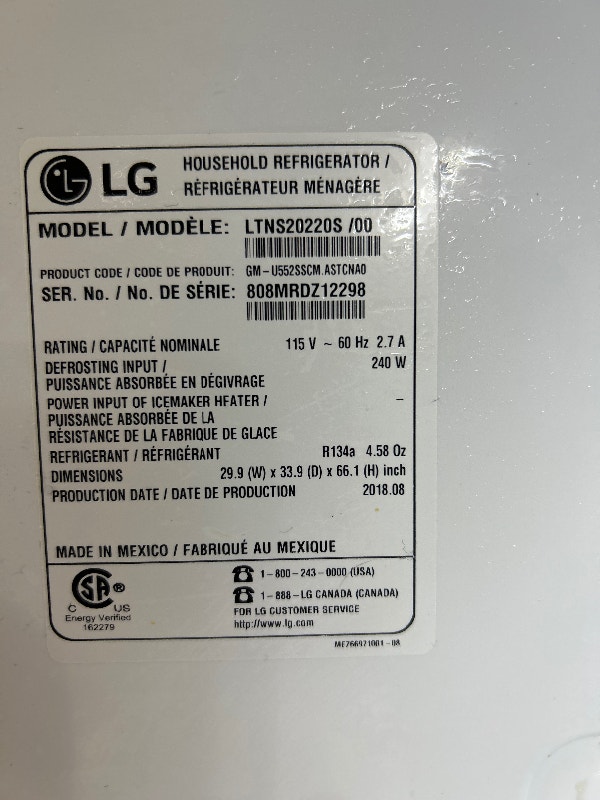 LG
HOUSEHOLD REFRIGERATOR /
RÉFRIGÉRATEUR MÉNAGÈRE
MODEL / MODÈLE: LTNS20220S /00
PRODUCT CODE / CODE DE PRODUIT: GM-U552SSCM.ASTCNA0
SER. No. / No. DE SÉRIE: 808MRDZ12298
RATING / CAPACITÉ NOMINALE 115 V ~ 60 Hz 2.7 A
DEFROSTING INPUT / 240 W
PUISSANCE ABSORBÉE EN DÉGIVRAGE
POWER INPUT OF ICEMAKER HEATER / –
PUISSANCE ABSORBÉE DE LA
RÉSISTANCE DE LA FABRIQUE DE GLACE
REFRIGERANT / RÉFRIGÉRANT R134a 4.58 Oz
DIMENSIONS 29.9 (W) x 33.9 (D) x 66.1 (H) inch
PRODUCTION DATE / DATE DE PRODUCTION 2018.08
MADE IN MEXICO / FABRIQUÉ AU MEXIQUE
SA ®
C US
Energy Verified
162279
1-800-243-0000 (USA)
1-888-LG CANADA (CANADA)
FOR LG CUSTOMER SERVICE
http://www.lg.com
MEZ66971001-08